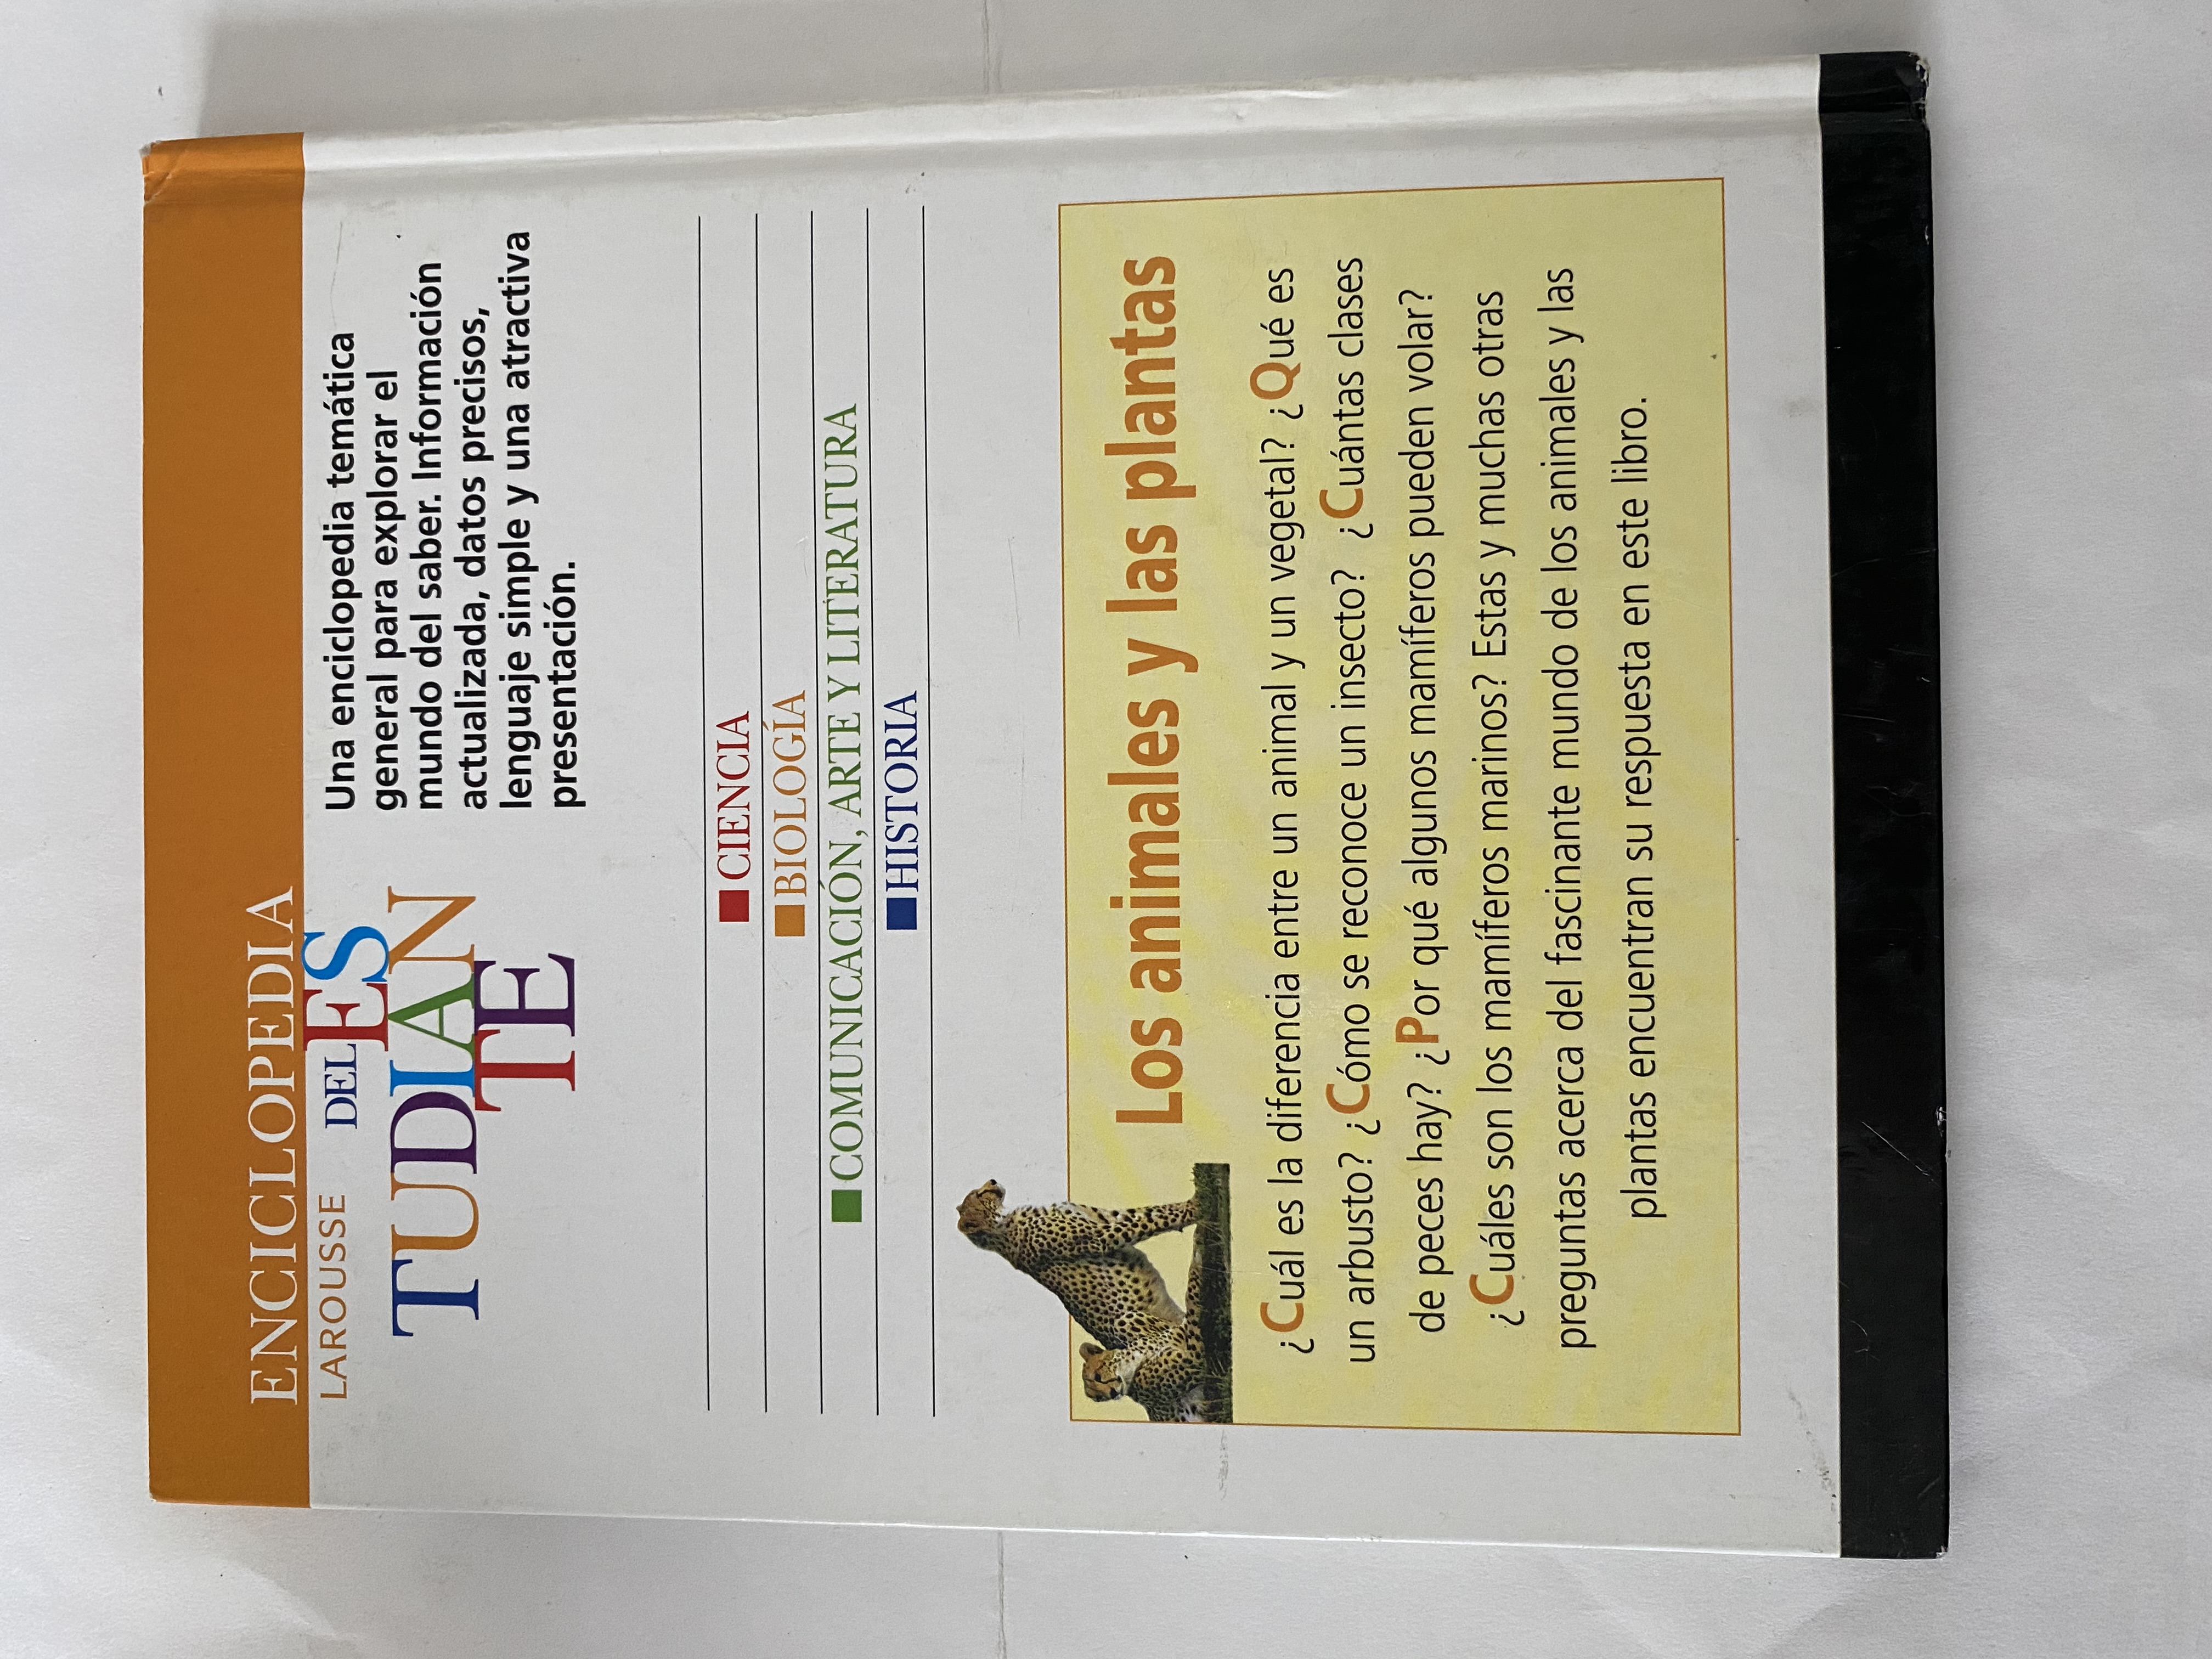 ENCICLOPEDIA
LAROUSSE DEL ES
TUDIAN
TE
Una enciclopedia temática
general para explorar el
mundo del saber. Información
actualizada, datos precisos,
lenguaje simple y una atractiva
presentación.
CIENCIA
BIOLOGÍA
COMUNICACIÓN, ARTE Y LITERATURA
HISTORIA
Los animales y las plantas
¿Cuál es la diferencia entre un animal y un vegetal? ¿Qué es
un arbusto? ¿Cómo se reconoce un insecto? ¿Cuántas clases
de peces hay? ¿Por qué algunos mamíferos pueden volar?
¿Cuáles son los mamíferos marinos? Estas y muchas otras
preguntas acerca del fascinante mundo de los animales y las
plantas encuentran su respuesta en este libro.